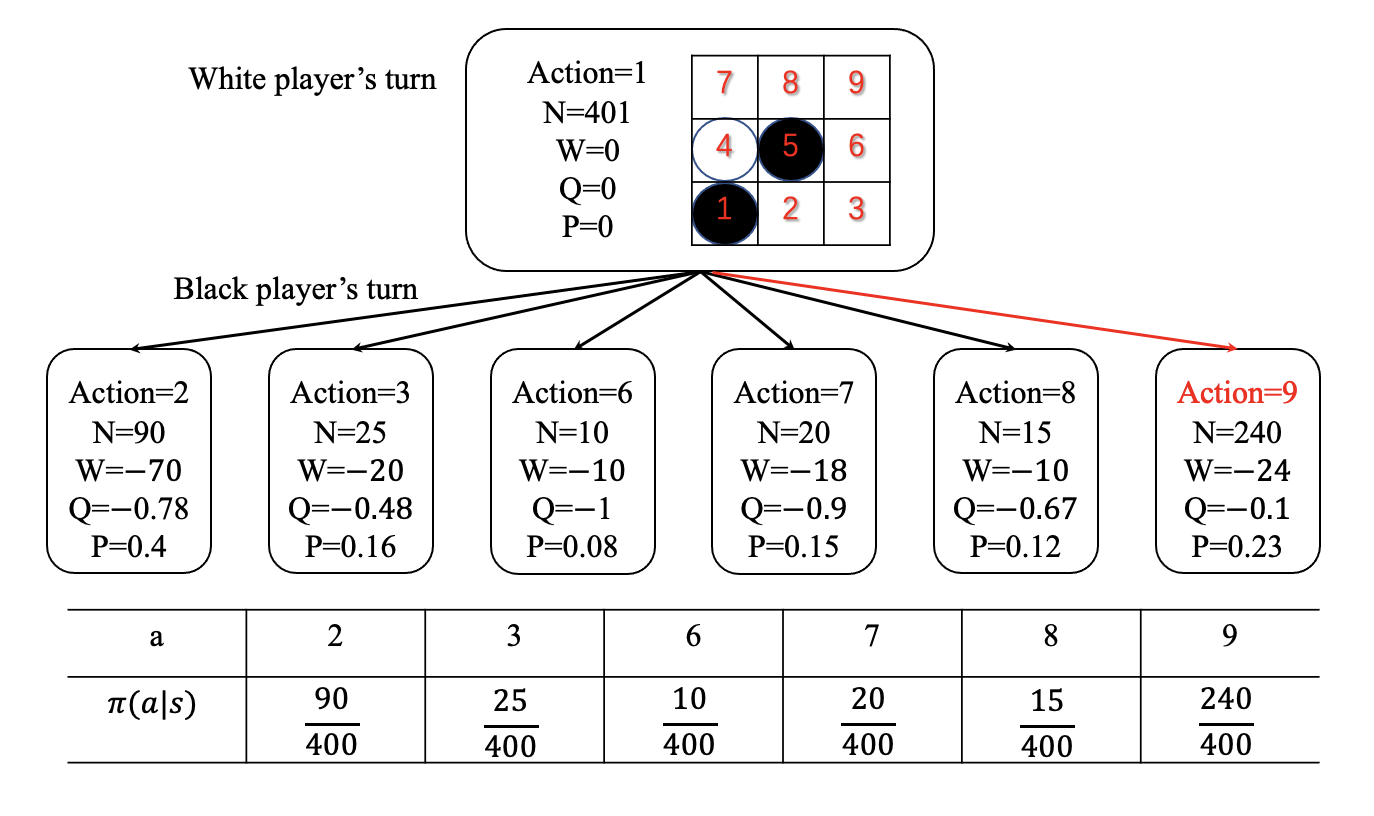 White player’s turn
Action=1
N=401
W=0
Q=0
P=0
7 8 9
4 5 6
1 2 3
Black player’s turn
Action=2
N=90
W=−70
Q=−0.78
P=0.4
Action=3
N=25
W=−20
Q=−0.48
P=0.16
Action=6
N=10
W=−10
Q=−1
P=0.08
Action=7
N=20
W=−18
Q=−0.9
P=0.15
Action=8
N=15
W=−10
Q=−0.67
P=0.12
Action=9
N=240
W=−24
Q=−0.1
P=0.23
a 2 3 6 7 8 9
π(a|s) 90/400 25/400 10/400 20/400 15/400 240/400